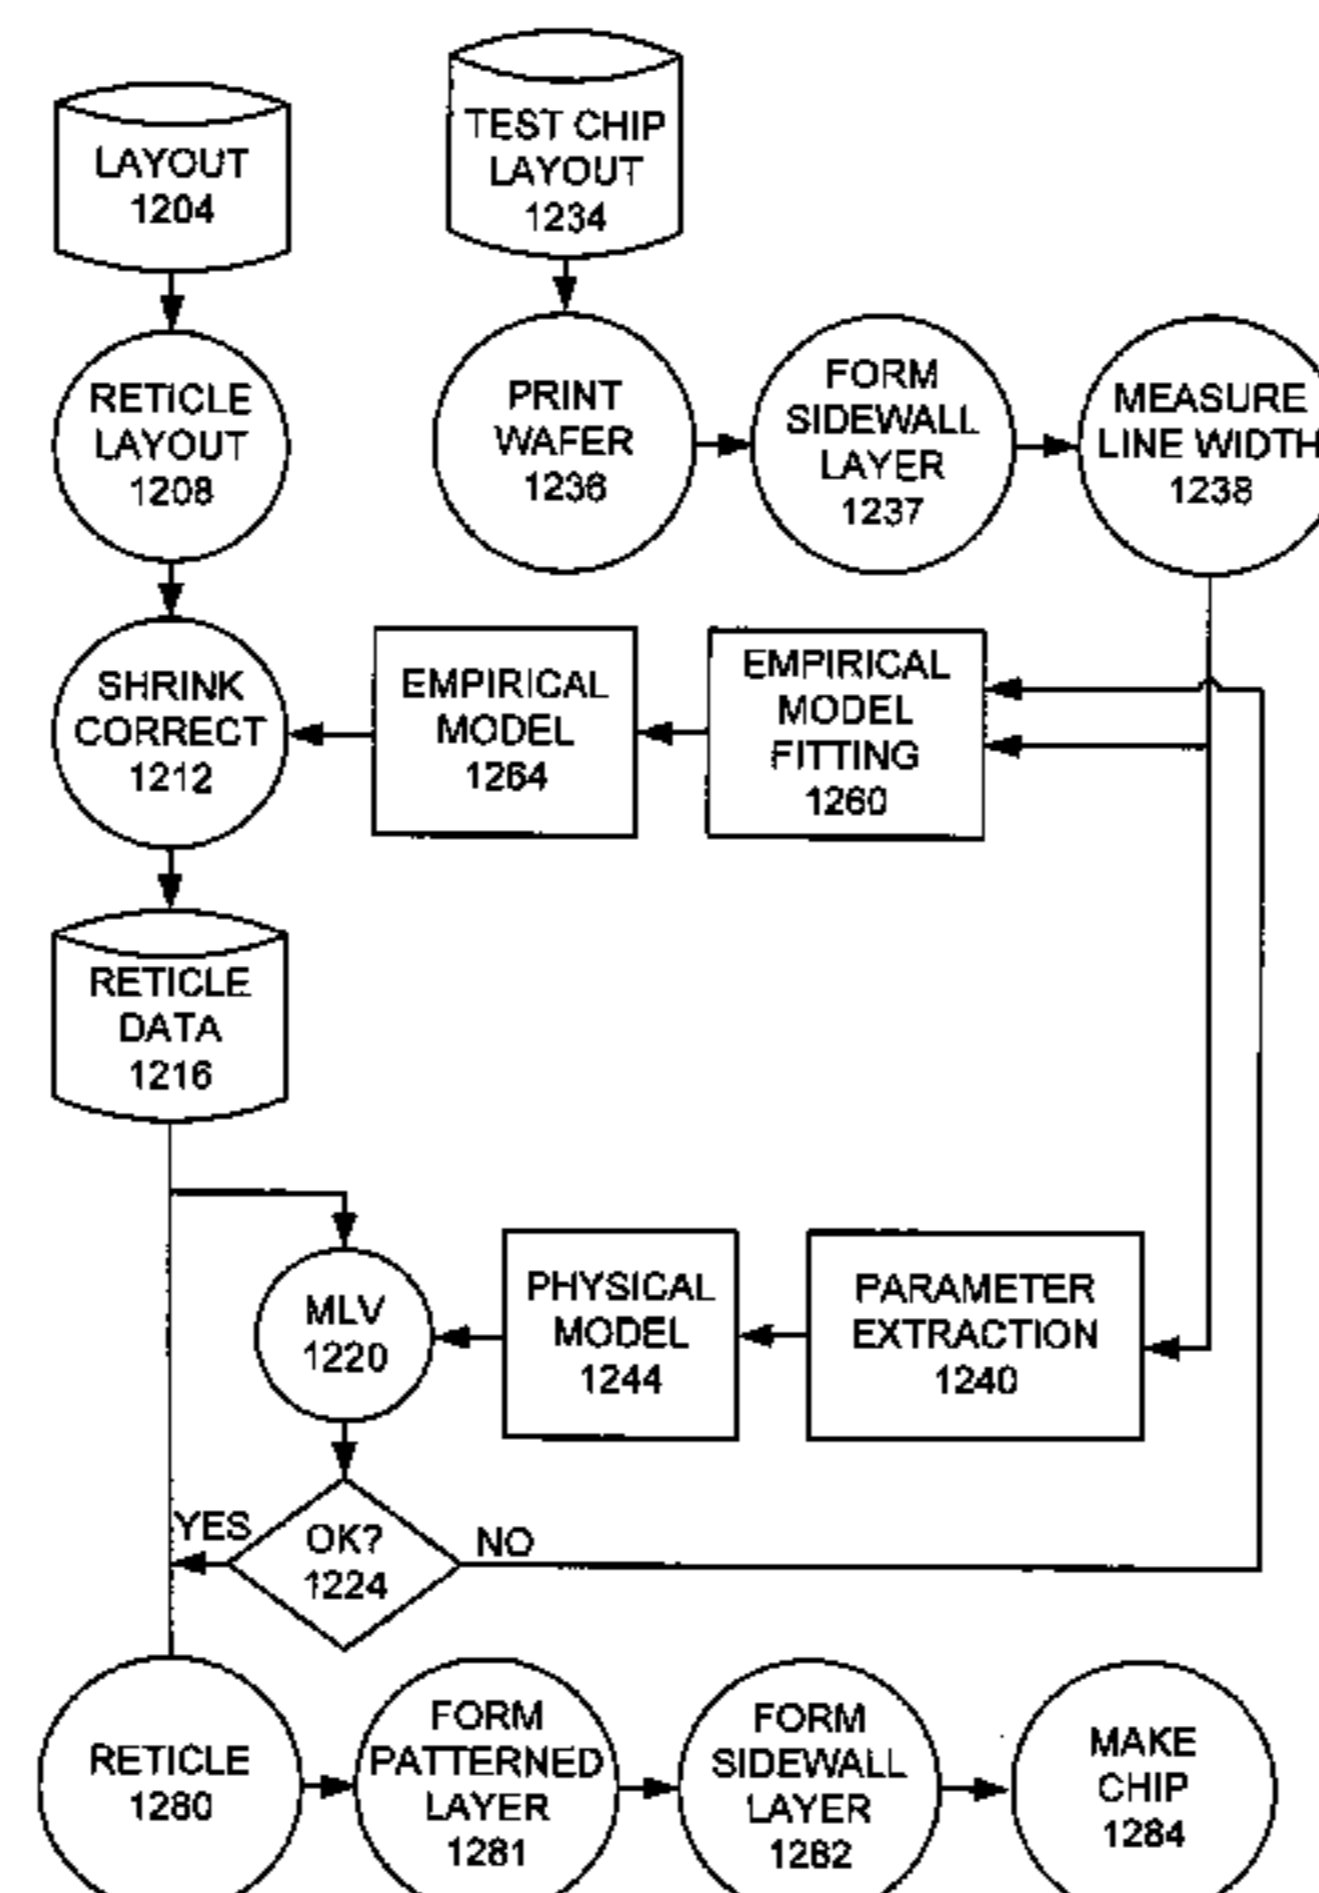 LAYOUT
1204
TEST CHIP
LAYOUT
1234
RETICLE
LAYOUT
1208
PRINT
WAFER
1236
FORM
SIDEWALL
LAYER
1237
MEASURE
LINE WIDTH
1238
SHRINK
CORRECT
1212
EMPIRICAL
MODEL
1264
EMPIRICAL
MODEL
FITTING
1260
RETICLE
DATA
1216
MLV
1220
PHYSICAL
MODEL
1244
PARAMETER
EXTRACTION
1240
YES
OK?
1224
NO
RETICLE
1280
FORM
PATTERNED
LAYER
1281
FORM
SIDEWALL
LAYER
1282
MAKE
CHIP
1284